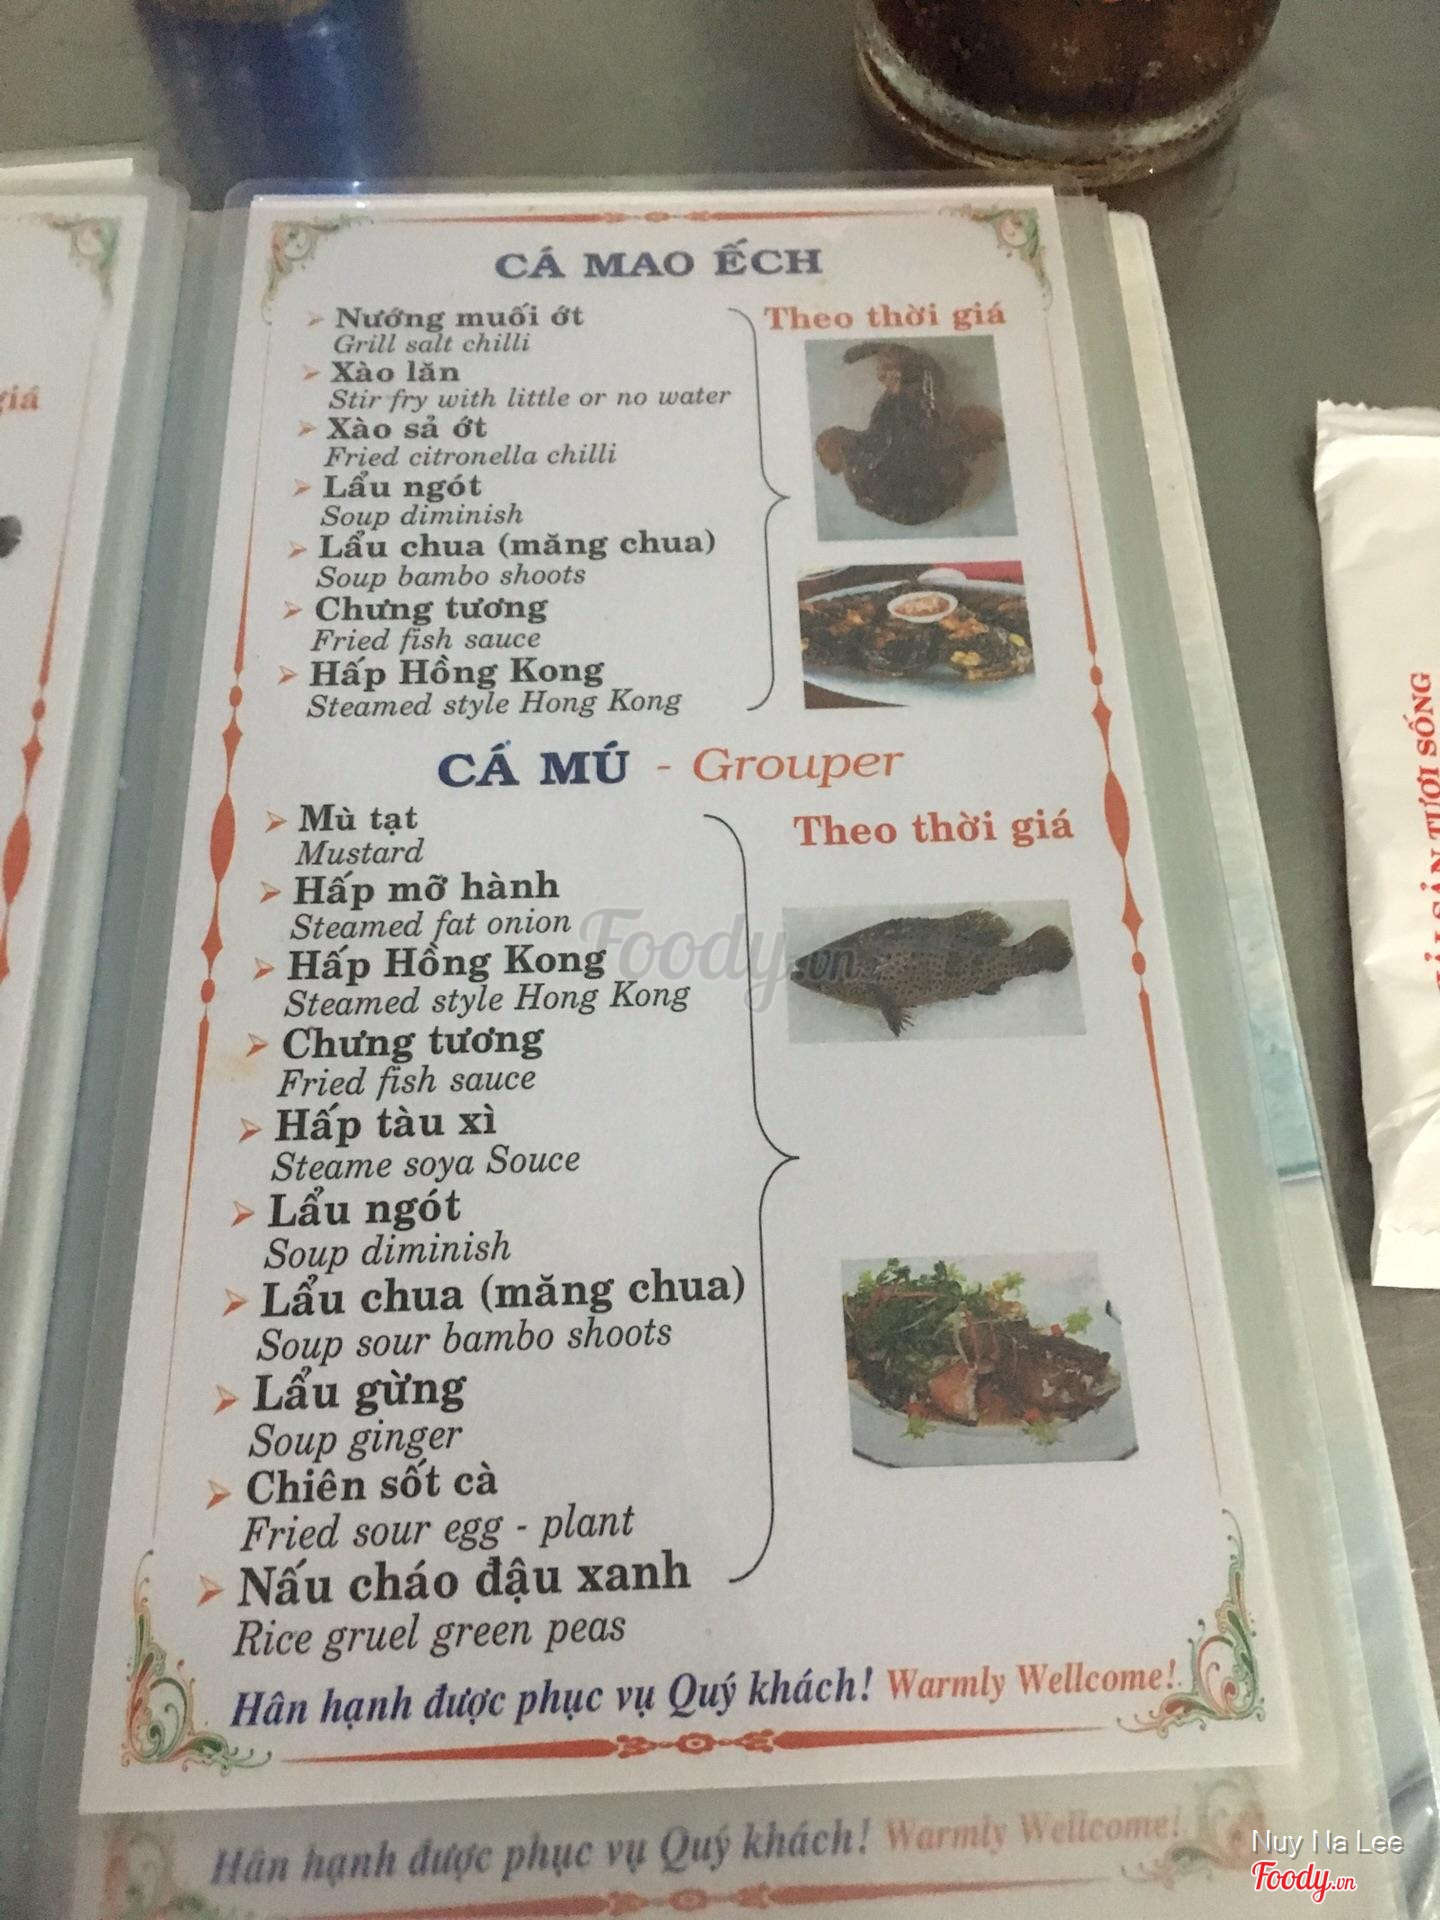 CÁ MAO ẾCH
Nướng muối ớt
Theo thời giá
Grill salt chilli
Xào lăn
Stir fry with little or no water
Xào sả ớt
Fried citronella chilli
Lẩu ngót
Soup diminish
Lẩu chua (măng chua)
Soup bambo shoots
Chưng tương
Fried fish sauce
Hấp Hồng Kong
Steamed style Hong Kong
CÁ MÚ - Grouper
Mù tạt
Theo thời giá
Mustard
Hấp mỡ hành
Steamed fat onion
Hấp Hồng Kong
Steamed style Hong Kong
Chưng tương
Fried fish sauce
Hấp tàu xì
Steame soya Souce
Lẩu ngót
Soup diminish
Lẩu chua (măng chua)
Soup sour bambo shoots
Lẩu gừng
Soup ginger
Chiên sốt cà
Fried sour egg - plant
Nấu cháo đậu xanh
Rice gruel green peas
Hân hạnh được phục vụ Quý khách! Warmly Wellcome!
Hân hạnh được phục vụ Quý khách! Warmly Wellcome!
giá
SẢN TƯƠI SỐNG
Foody.vn
Nuy Na Lee
Foody.vn